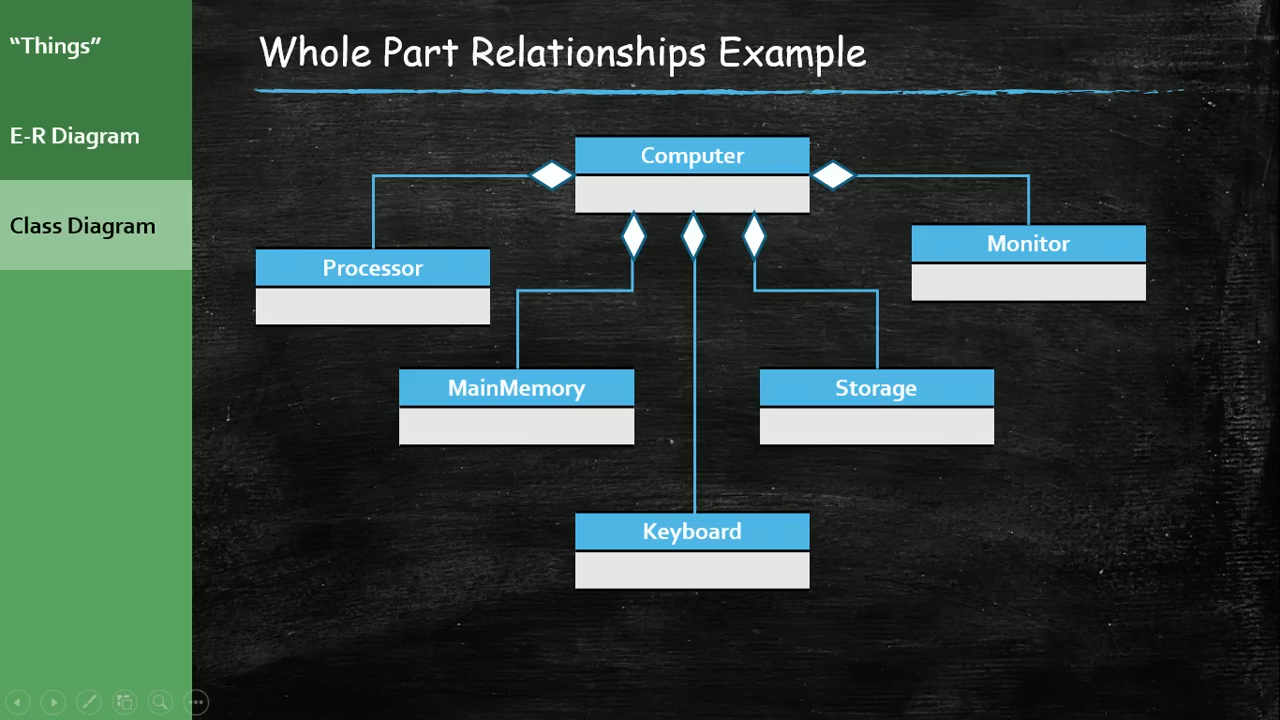 “Things”
E-R Diagram
Class Diagram
Whole Part Relationships Example
Computer
Monitor
Processor
MainMemory
Storage
Keyboard